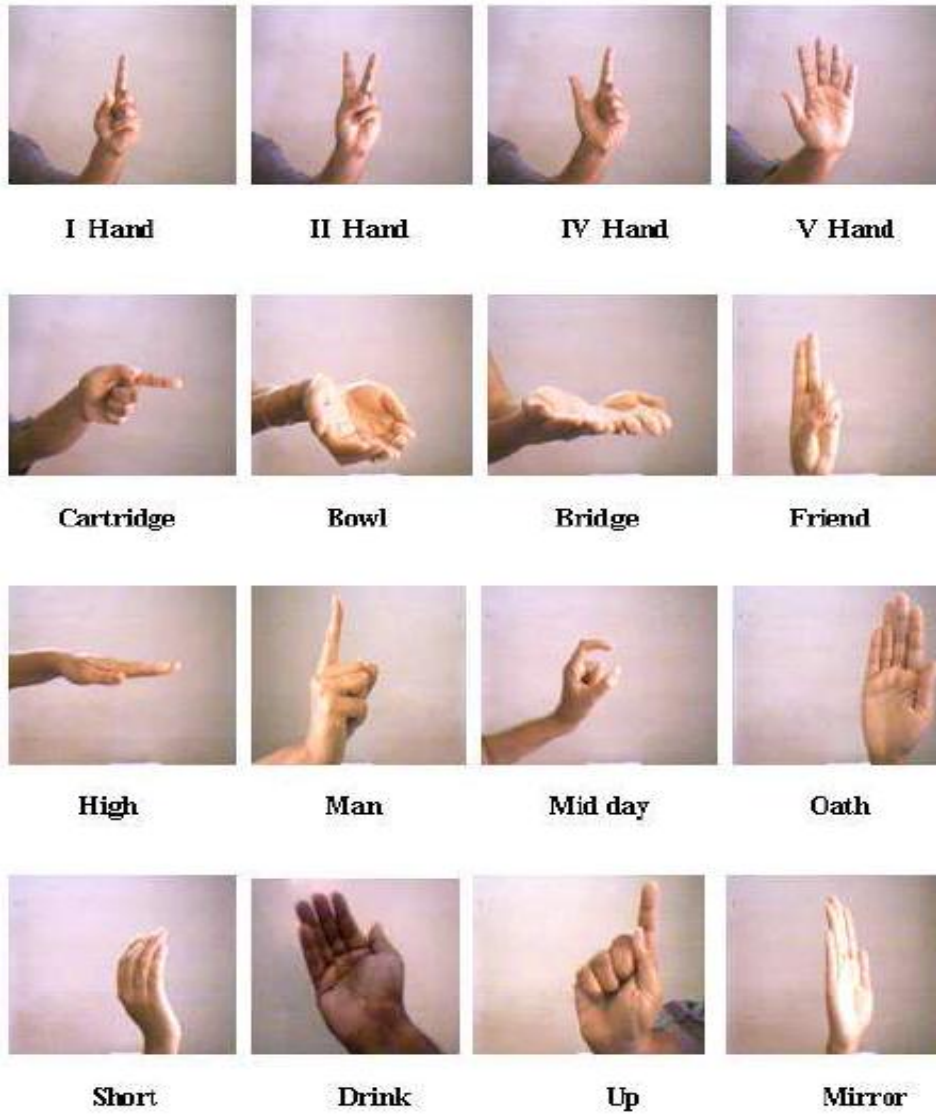 I Hand II Hand IV Hand V Hand
Cartridge Bowl Bridge Friend
High Man Mid day Oath
Short Drink Up Mirror